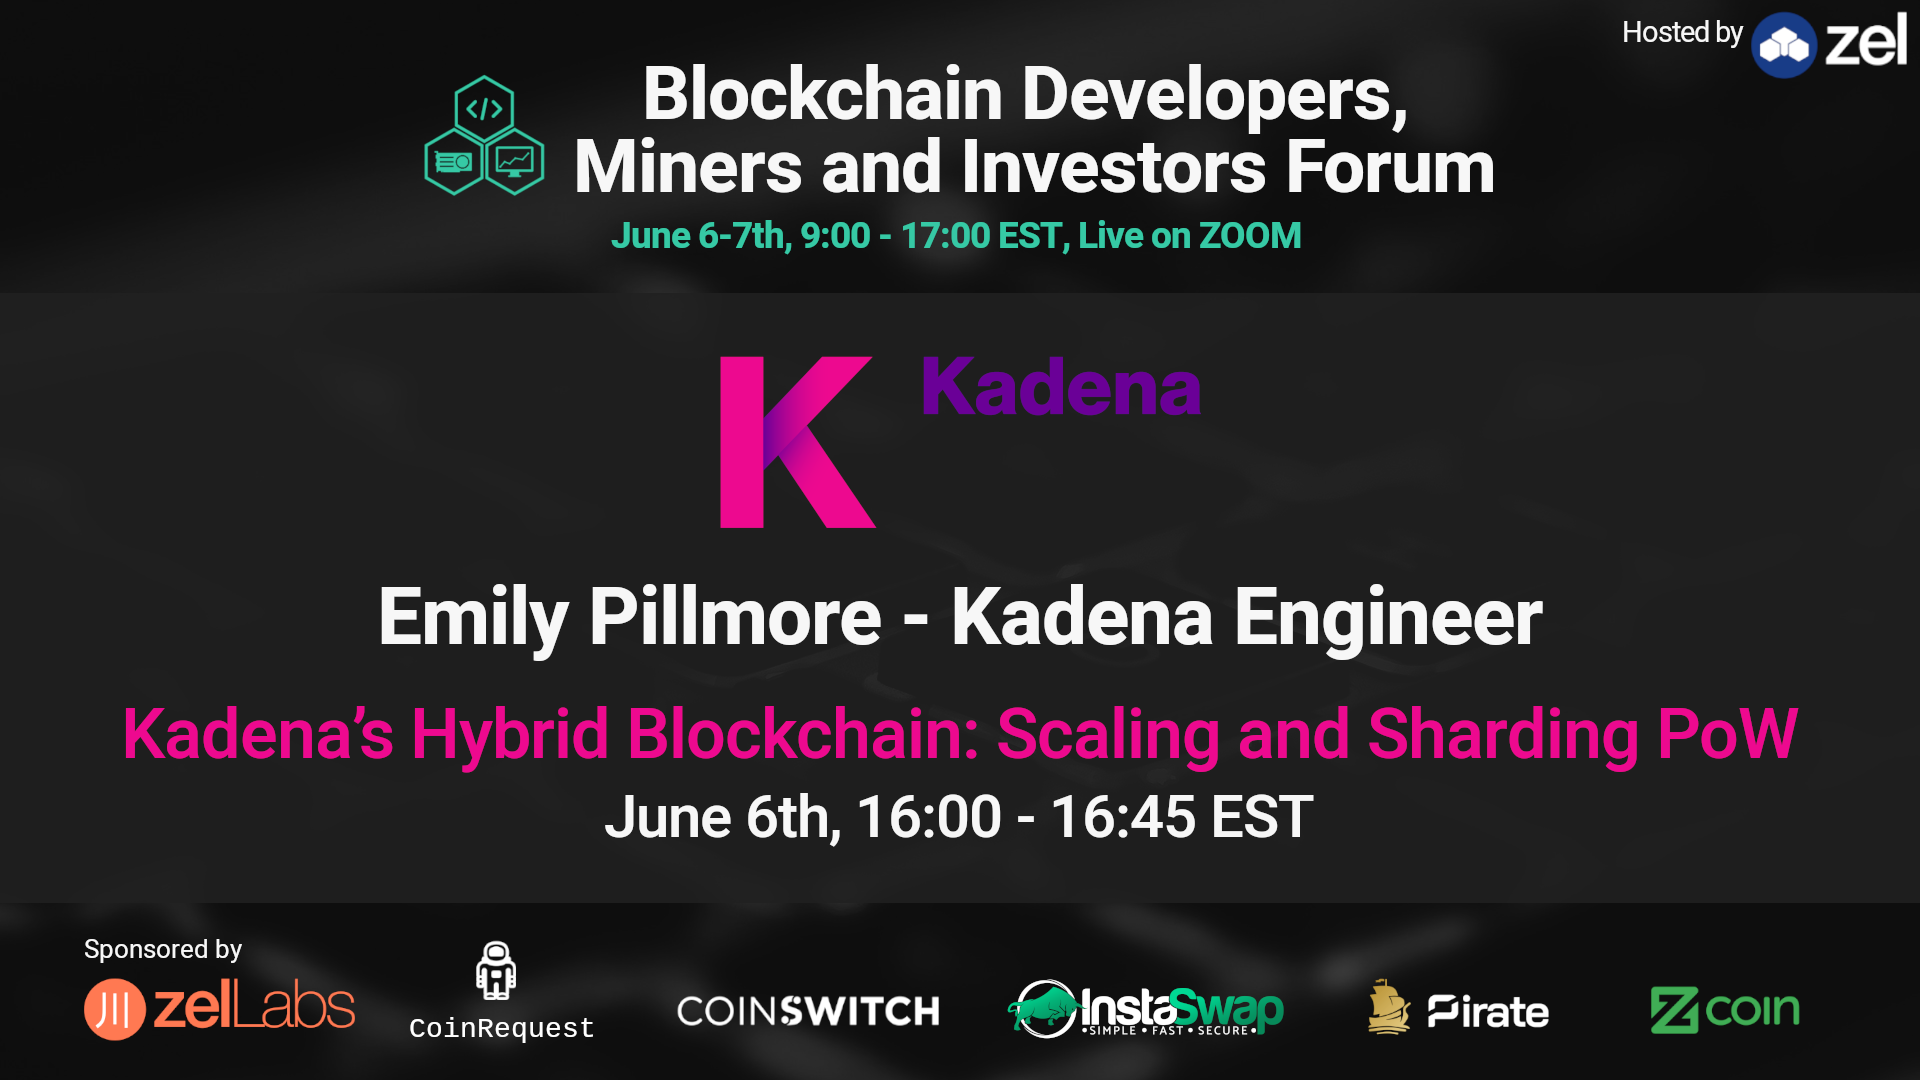 Hosted by zel
Blockchain Developers,
Miners and Investors Forum
June 6-7th, 9:00 - 17:00 EST, Live on ZOOM
Kadena
Emily Pillmore - Kadena Engineer
Kadena’s Hybrid Blockchain: Scaling and Sharding PoW
June 6th, 16:00 - 16:45 EST
Sponsored by
zelLabs
CoinRequest
COINSWITCH
InstaSwap
• SIMPLE • FAST • SECURE •
Pirate
Zcoin